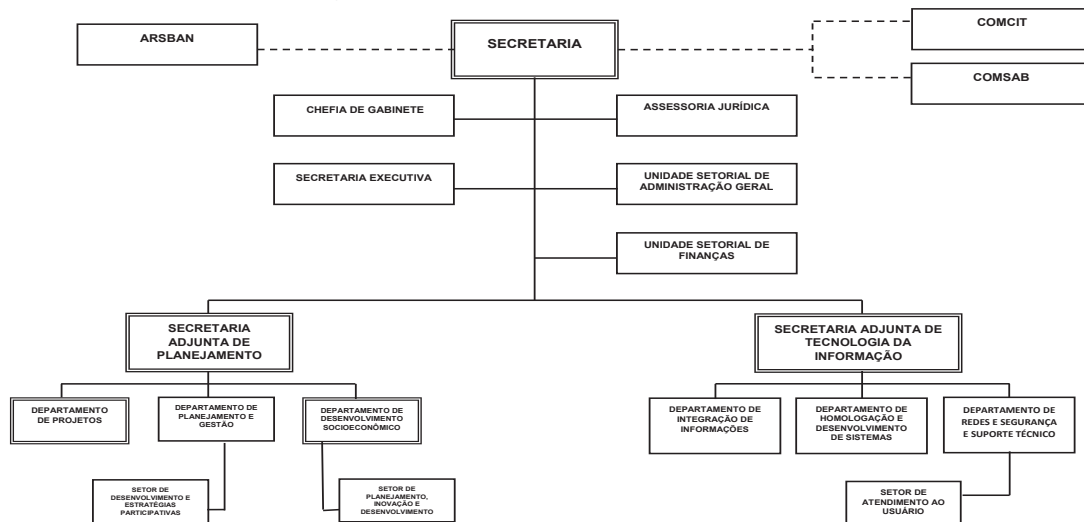 ARSBAN
SECRETARIA
COMCIT
COMSAB
CHEFIA DE GABINETE
ASSESSORIA JURÍDICA
SECRETARIA EXECUTIVA
UNIDADE SETORIAL DE
ADMINISTRAÇÃO GERAL
UNIDADE SETORIAL DE
FINANÇAS
SECRETARIA
ADJUNTA DE
PLANEJAMENTO
SECRETARIA ADJUNTA DE
TECNOLOGIA DA
INFORMAÇÃO
DEPARTAMENTO
DE PROJETOS
DEPARTAMENTO DE
PLANEJAMENTO E
GESTÃO
DEPARTAMENTO DE
DESENVOLVIMENTO
SOCIOECONÔMICO
DEPARTAMENTO DE
INTEGRAÇÃO DE
INFORMAÇÕES
DEPARTAMENTO DE
HOMOLOGAÇÃO E
DESENVOLVIMENTO
DE SISTEMAS
DEPARTAMENTO DE
REDES E SEGURANÇA
E SUPORTE TÉCNICO
SETOR DE
DESENVOLVIMENTO E
ESTRATÉGIAS
PARTICIPATIVAS
SETOR DE
PLANEJAMENTO,
INOVAÇÃO E
DESENVOLVIMENTO
SETOR DE
ATENDIMENTO AO
USUÁRIO